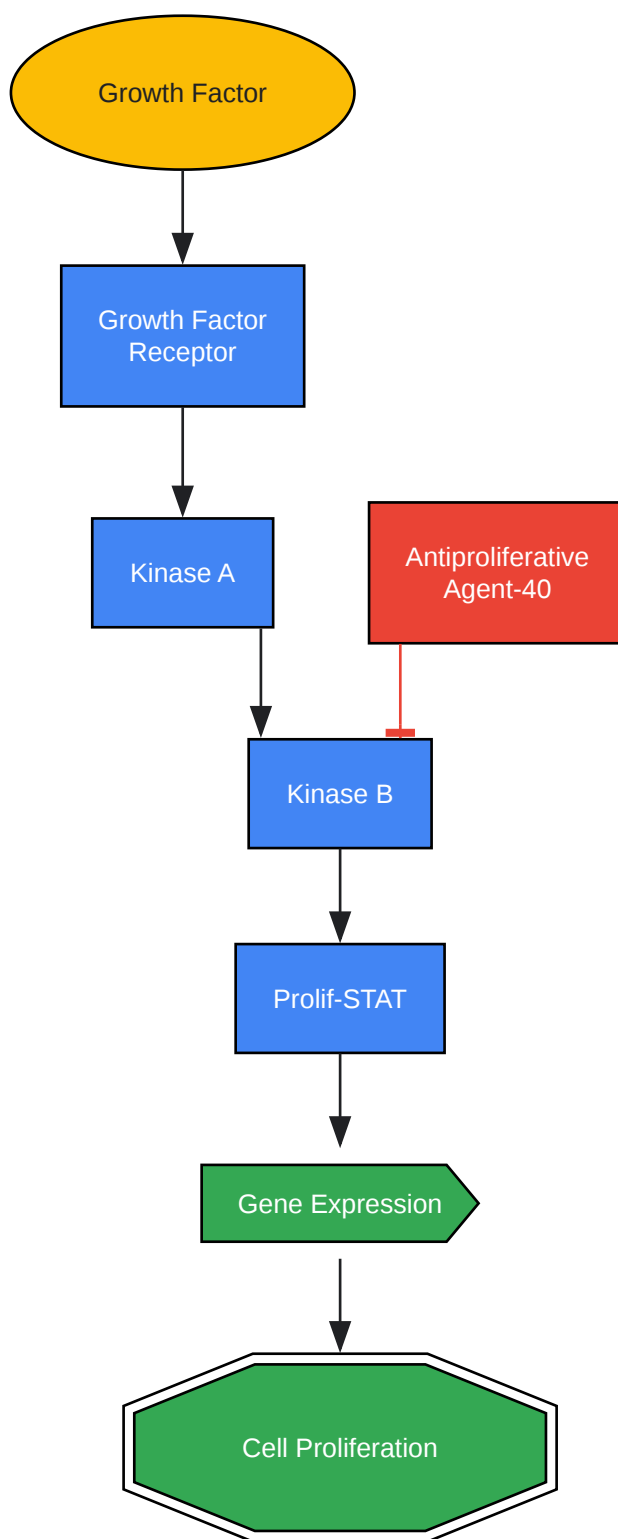 Growth Factor
Growth Factor
Receptor
Kinase A
Antiproliferative
Agent-40
Kinase B
Prolif-STAT
Gene Expression
Cell Proliferation